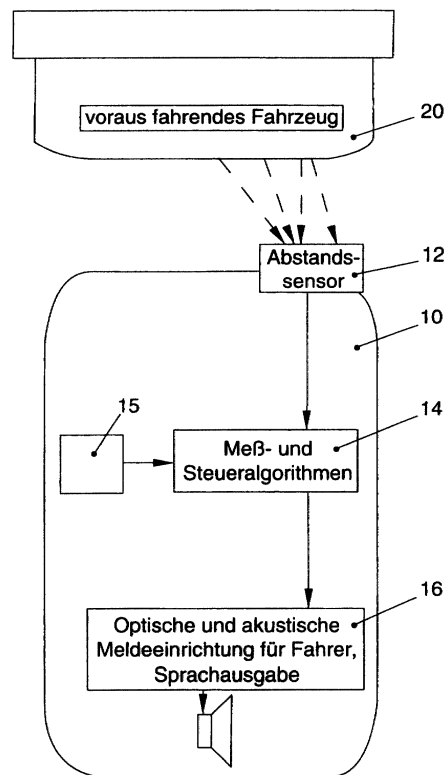 voraus fahrendes Fahrzeug
20
Abstands-
sensor
12
10
15
14
Meß- und
Steueralgorithmen
16
Optische und akustische
Meldeeinrichtung für Fahrer,
Sprachausgabe